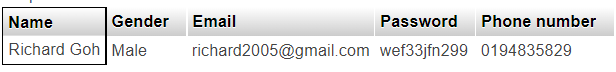 Name Gender Email Password Phone number
Richard Goh Male richard2005@gmail.com wef33jfn299 0194835829